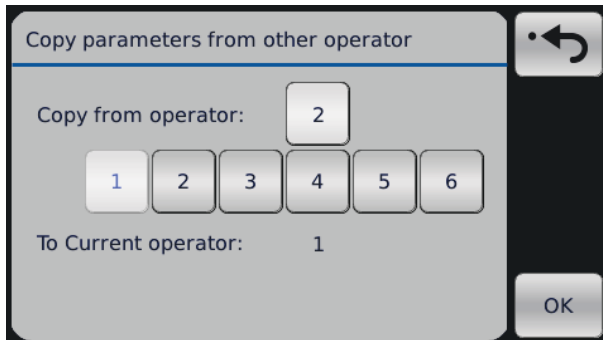 Copy parameters from other operator
Copy from operator: 2
1 2 3 4 5 6
To Current operator: 1
OK